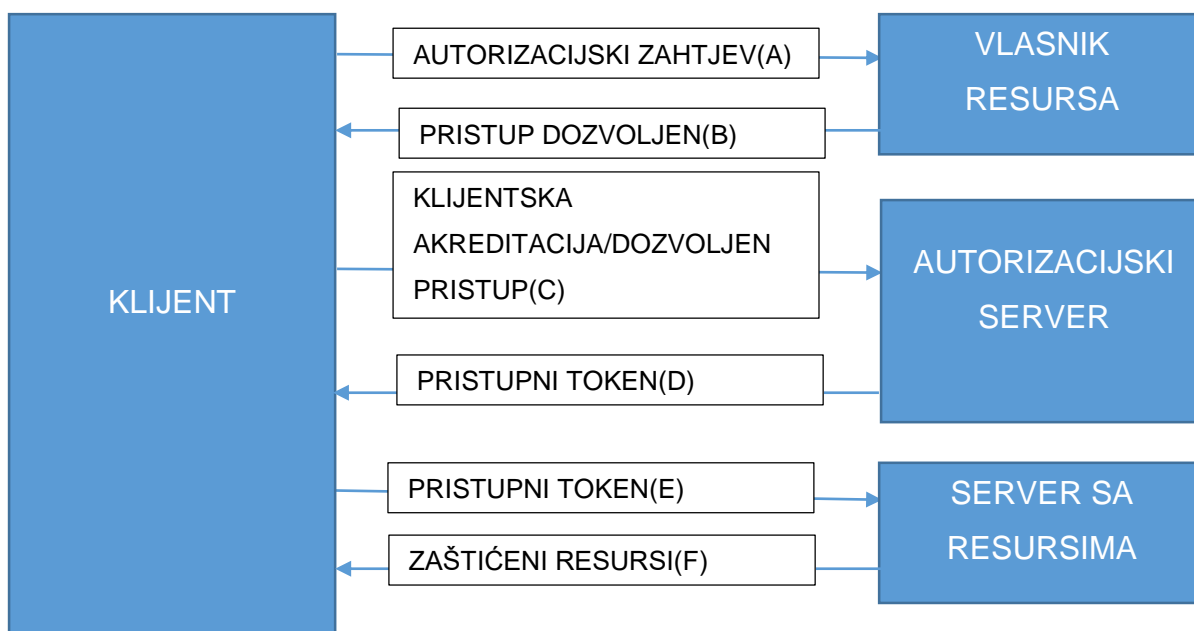 KLIJENT
AUTORIZACIJSKI ZAHTJEV(A)
VLASNIK
RESURSA
PRISTUP DOZVOLJEN(B)
KLIJENTSKA
AKREDITACIJA/DOZVOLJEN
PRISTUP(C)
AUTORIZACIJSKI
SERVER
PRISTUPNI TOKEN(D)
PRISTUPNI TOKEN(E)
SERVER SA
RESURSIMA
ZAŠTIĆENI RESURSI(F)